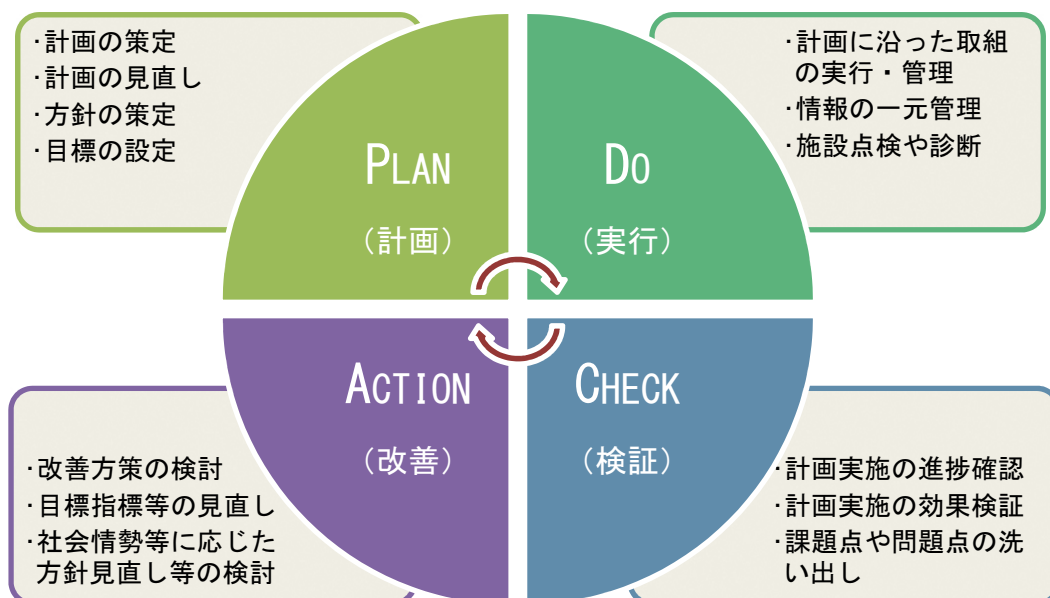 ·計画の策定
·計画の見直し
·方針の策定
·目標の設定
PLAN
（計画）
DO
（実行）
·計画に沿った取組
の実行・管理
·情報の一元管理
·施設点検や診断
ACTION
（改善）
·改善方策の検討
·目標指標等の見直し
·社会情勢等に応じた
方針見直し等の検討
CHECK
（検証）
·計画実施の進捗確認
·計画実施の効果検証
·課題点や問題点の洗
い出し